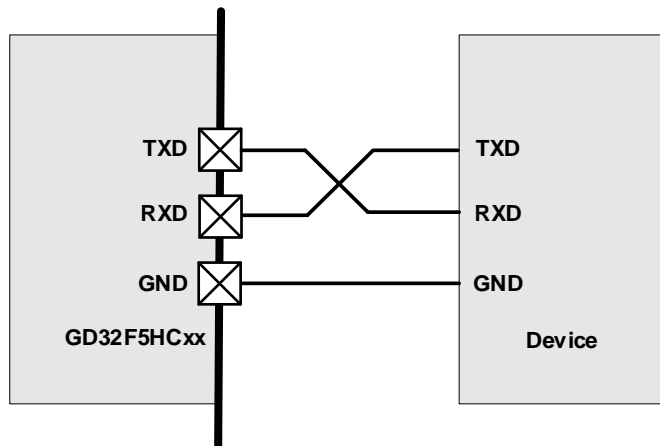 TXD
TXD
RXD
RXD
GND
GND
GD32F5HCxx
Device